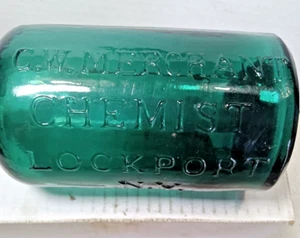 G.W. MERCHANT
CHEMIST
LOCKPORT
N.Y.